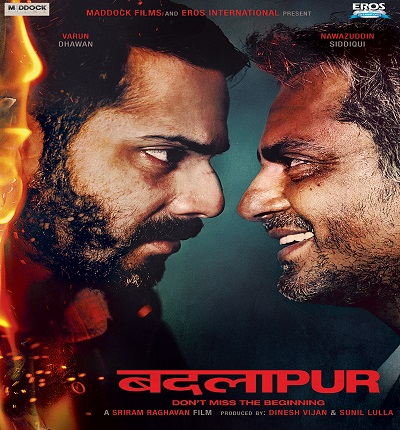 MADDOCK
MADDOCK FILMS AND EROS INTERNATIONAL PRESENT
EROS
INTERNATIONAL
VARUN
DHAWAN
NAWAZUDDIN
SIDDIQUI
बदलाPUR
DON'T MISS THE BEGINNING
A SRIRAM RAGHAVAN FILM PRODUCED BY: DINESH VIJAN & SUNIL LULLA